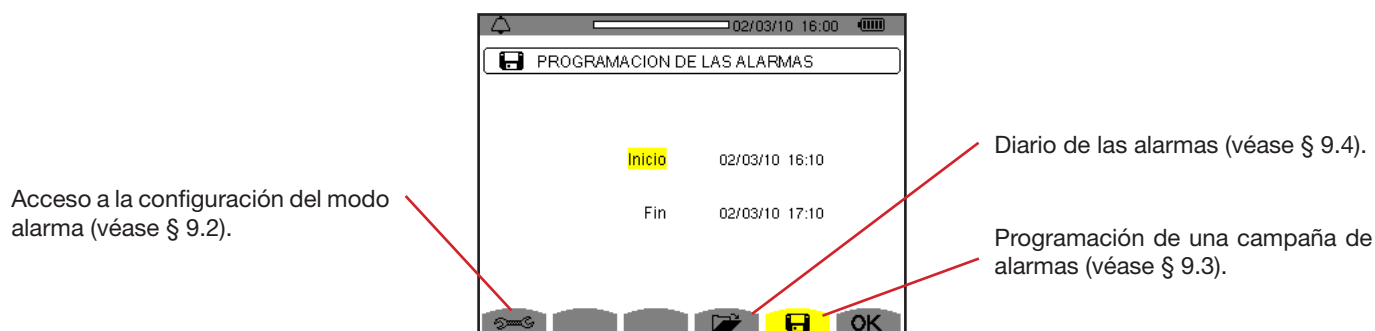 02/03/10 16:00
PROGRAMACION DE LAS ALARMAS
Inicio 02/03/10 16:10
Fin 02/03/10 17:10
OK
Acceso a la configuración del modo
alarma (véase § 9.2).
Diario de las alarmas (véase § 9.4).
Programación de una campaña de
alarmas (véase § 9.3).